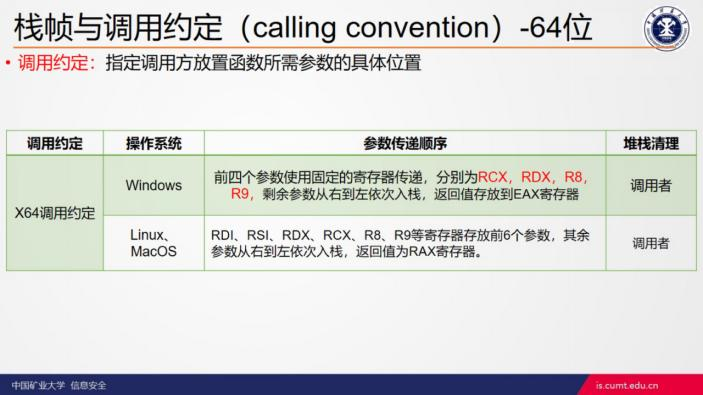 栈帧与调用约定（calling convention）-64位
• 调用约定：指定调用方放置函数所需参数的具体位置
调用约定 操作系统 参数传递顺序 堆栈清理
X64调用约定
Windows
前四个参数使用固定的寄存器传递，分别为RCX，RDX，R8，
R9，剩余参数从右到左依次入栈，返回值存放到EAX寄存器
调用者
Linux、
MacOS
RDI、RSI、RDX、RCX、R8、R9等寄存器存放前6个参数，其余
参数从右到左依次入栈，返回值为RAX寄存器。
调用者
中国矿业大学 信息安全
is.cumt.edu.cn